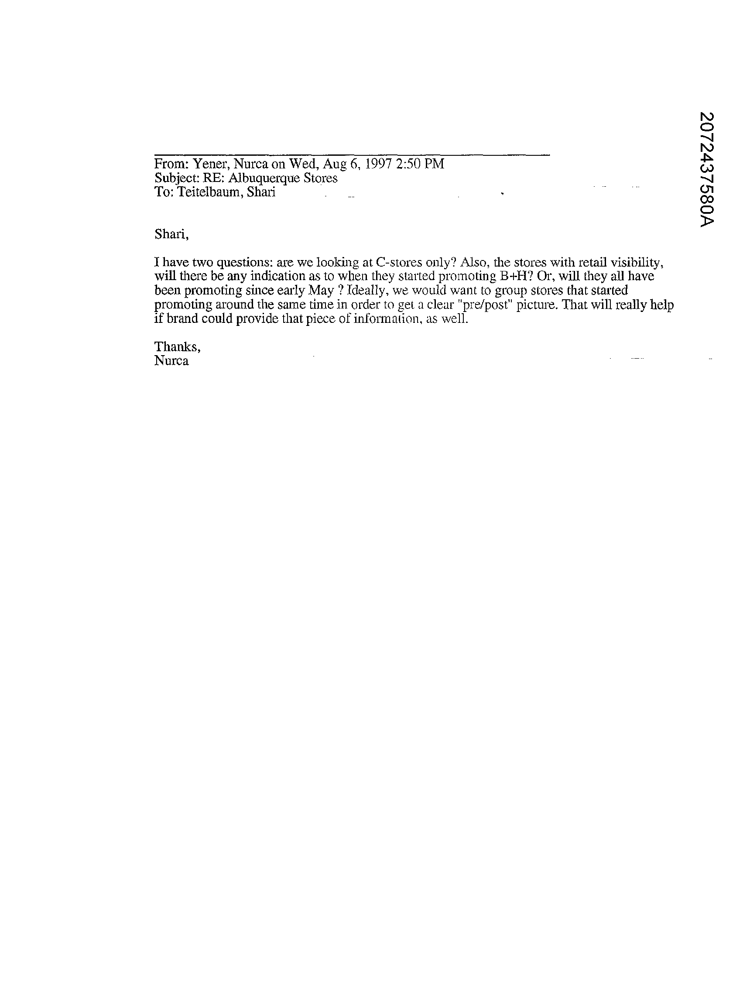 From: Yener, Nurca on Wed, Aug 6, 1997 2:50 PM
Subject: RE: Albuquerque Stores
To: Teitelbaum, Shari
Shari,
I have two questions: are we looking at C-stores only? Also, the stores with retail visibility,
will there be any indication as to when they started promoting B+H? Or, will they all have
been promoting since early May ? Ideally, we would want to group stores that started
promoting around the same time in order to get a clear "pre/post" picture. That will really help
if brand could provide that piece of information, as well.
Thanks,
Nurca
2072437580A